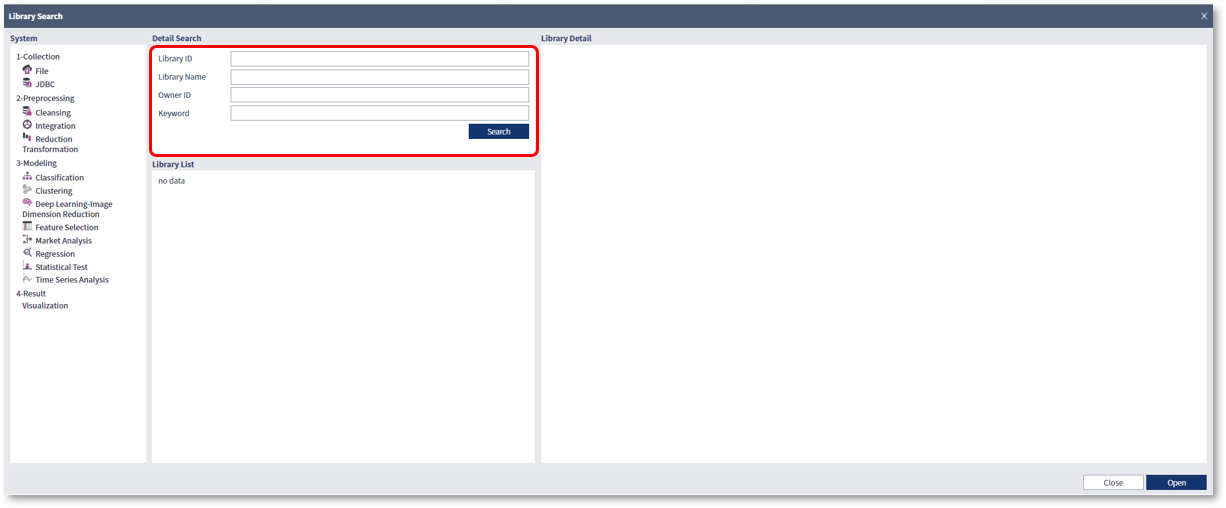 Library Search
X
System
1-Collection
File
JDBC
2-Preprocessing
Cleansing
Integration
Reduction
Transformation
3-Modeling
Classification
Clustering
Deep Learning-Image
Dimension Reduction
Feature Selection
Market Analysis
Regression
Statistical Test
Time Series Analysis
4-Result
Visualization
Detail Search
Library ID
Library Name
Owner ID
Keyword
Search
Library List
no data
Library Detail
Close
Open